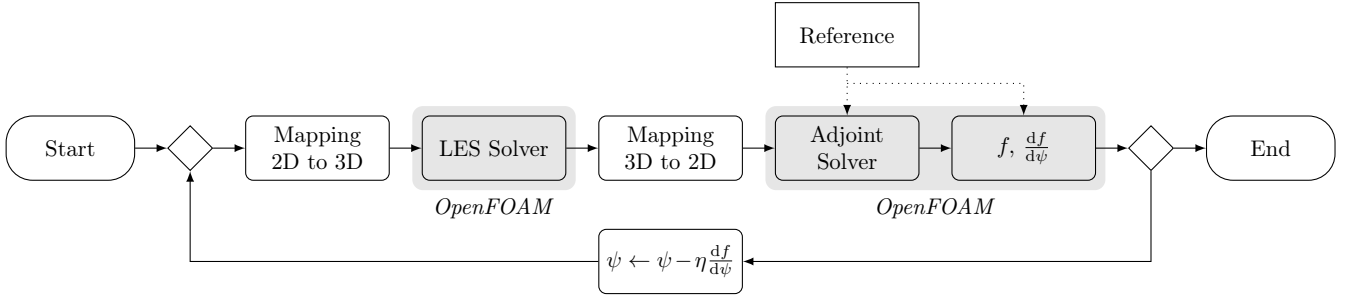 Reference
Start
Mapping
2D to 3D
LES Solver
Mapping
3D to 2D
Adjoint
Solver
f, df/dψ
End
OpenFOAM
OpenFOAM
ψ ← ψ − η df/dψ